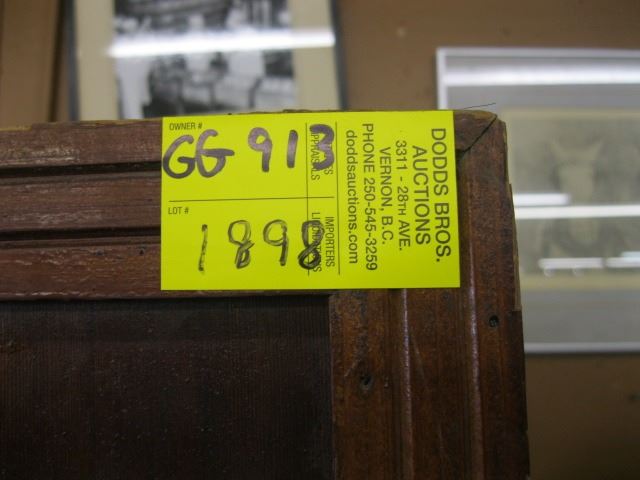 OWNER #
GG 913
APPRAISALS
LOT #
1898
IMPORTERS
DODDS BROS.
AUCTIONS
3311 - 28TH AVE.
VERNON, B.C.
PHONE 250-545-3259
doddsauctions.com